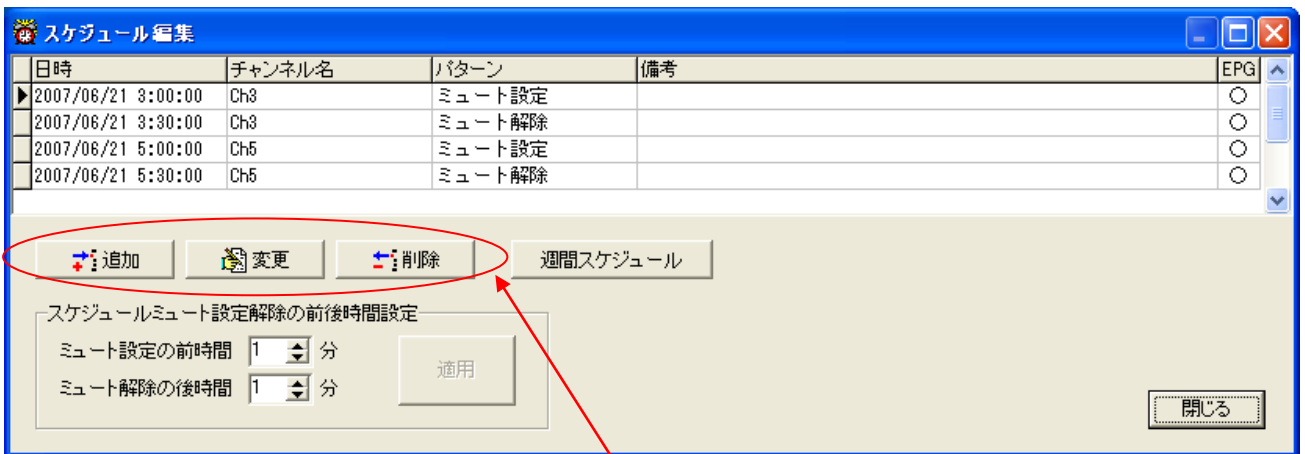 スケジュール編集
日時 チャンネル名 パターン 備考 EPG
2007/06/21 3:00:00 Ch3 ミュート設定 ○
2007/06/21 3:30:00 Ch3 ミュート解除 ○
2007/06/21 5:00:00 Ch5 ミュート設定 ○
2007/06/21 5:30:00 Ch5 ミュート解除 ○
追加 変更 削除 週間スケジュール
スケジュールミュート設定解除の前後時間設定
ミュート設定の前時間 1 分
ミュート解除の後時間 1 分
適用
閉じる